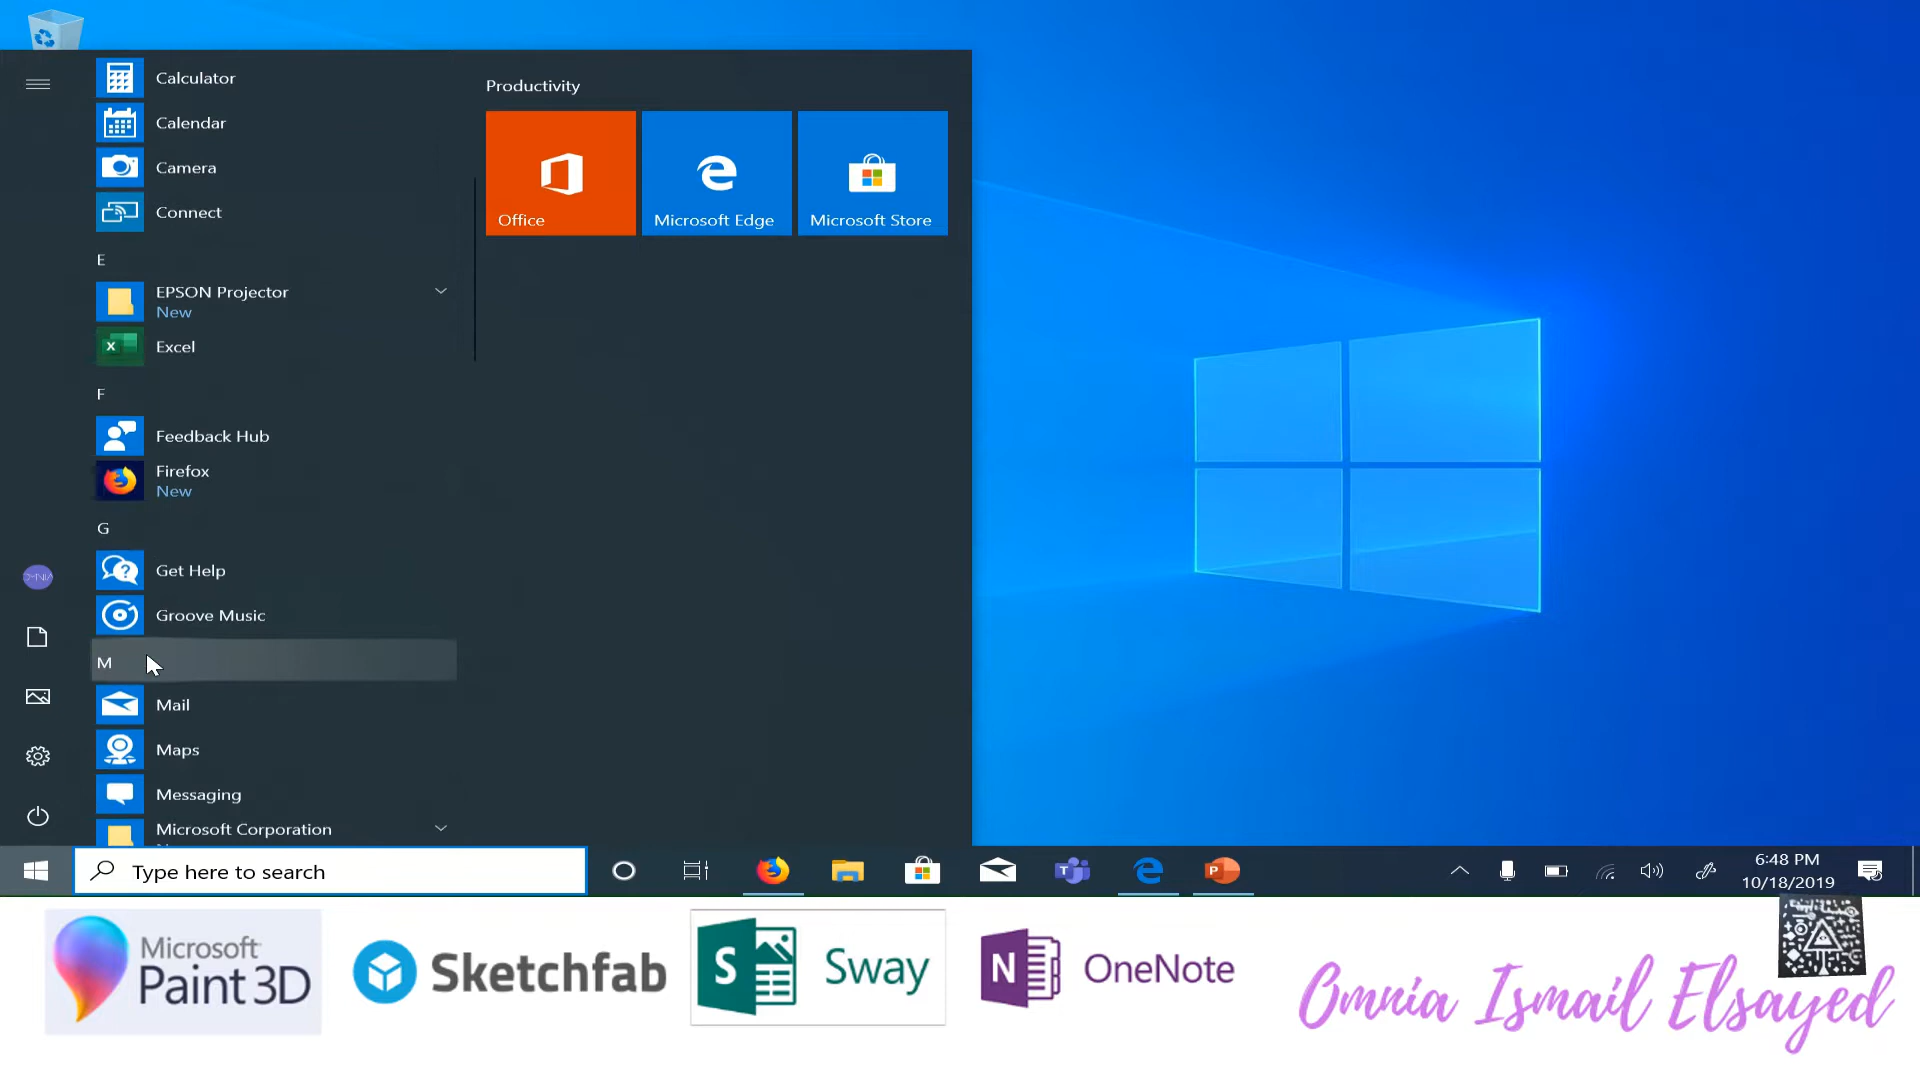 Calculator
Calendar
Camera
Connect
E
EPSON Projector
New
Excel
F
Feedback Hub
Firefox
New
G
Get Help
Groove Music
M
Mail
Maps
Messaging
Microsoft Corporation
Productivity
Office
Microsoft Edge
Microsoft Store
Type here to search
6:48 PM
10/18/2019
Microsoft
Paint 3D
Sketchfab
Sway
OneNote
Omnia Ismail Elsayed